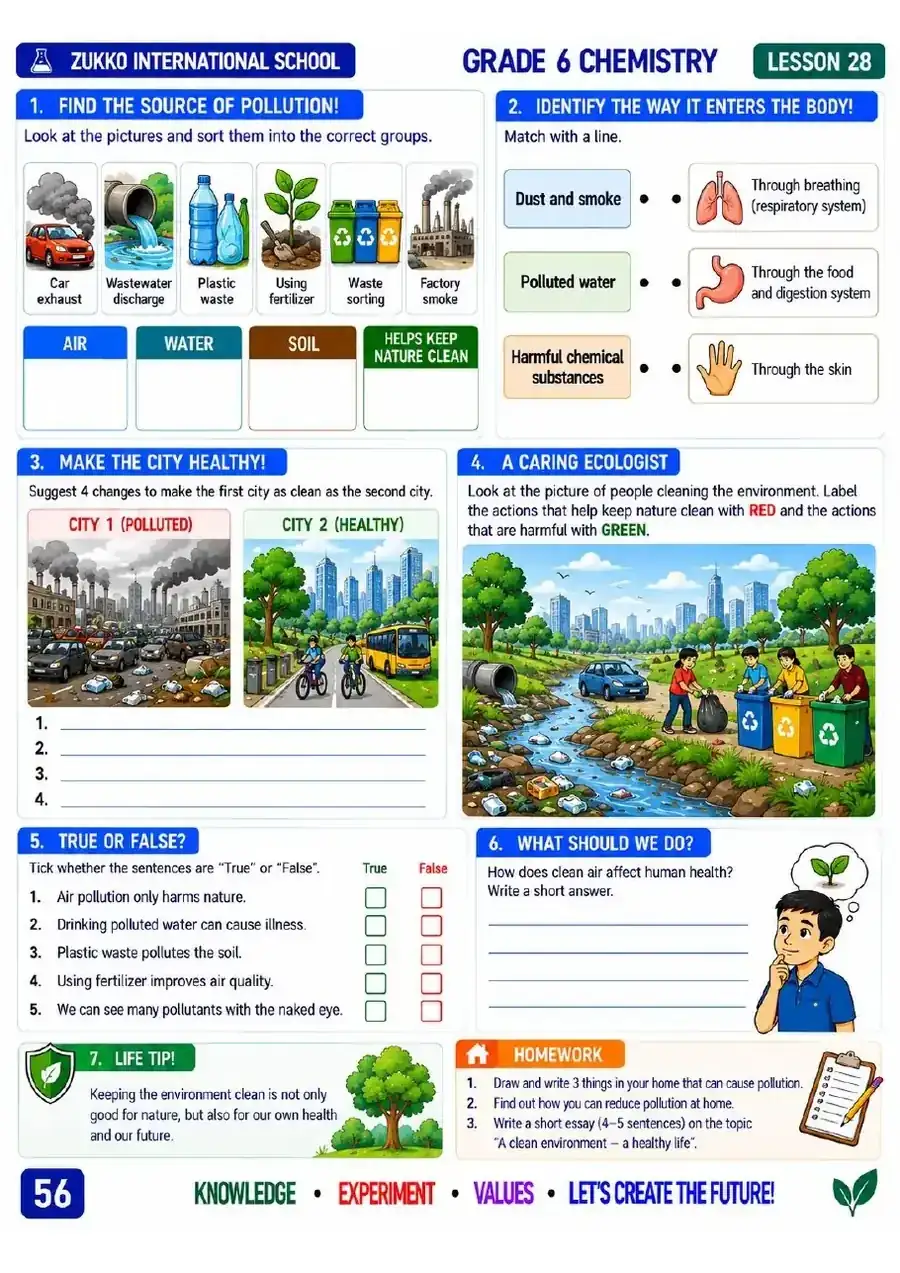 ZUKKO INTERNATIONAL SCHOOL
GRADE 6 CHEMISTRY
LESSON 28
1. FIND THE SOURCE OF POLLUTION!
Look at the pictures and sort them into the correct groups.
Car
exhaust
Wastewater
discharge
Plastic
waste
Using
fertilizer
Waste
sorting
Factory
smoke
AIR
WATER
SOIL
HELPS KEEP
NATURE CLEAN
2. IDENTIFY THE WAY IT ENTERS THE BODY!
Match with a line.
Dust and smoke
Through breathing
(respiratory system)
Polluted water
Through the food
and digestion system
Harmful chemical
substances
Through the skin
3. MAKE THE CITY HEALTHY!
Suggest 4 changes to make the first city as clean as the second city.
CITY 1 (POLLUTED)
CITY 2 (HEALTHY)
1.
2.
3.
4.
4. A CARING ECOLOGIST
Look at the picture of people cleaning the environment. Label
the actions that help keep nature clean with RED and the actions
that are harmful with GREEN.
5. TRUE OR FALSE?
Tick whether the sentences are "True" or "False".
True
False
1. Air pollution only harms nature.
2. Drinking polluted water can cause illness.
3. Plastic waste pollutes the soil.
4. Using fertilizer improves air quality.
5. We can see many pollutants with the naked eye.
6. WHAT SHOULD WE DO?
How does clean air affect human health?
Write a short answer.
7. LIFE TIP!
Keeping the environment clean is not only
good for nature, but also for our own health
and our future.
HOMEWORK
1. Draw and write 3 things in your home that can cause pollution.
2. Find out how you can reduce pollution at home.
3. Write a short essay (4–5 sentences) on the topic
"A clean environment – a healthy life".
56
KNOWLEDGE • EXPERIMENT • VALUES • LET'S CREATE THE FUTURE!